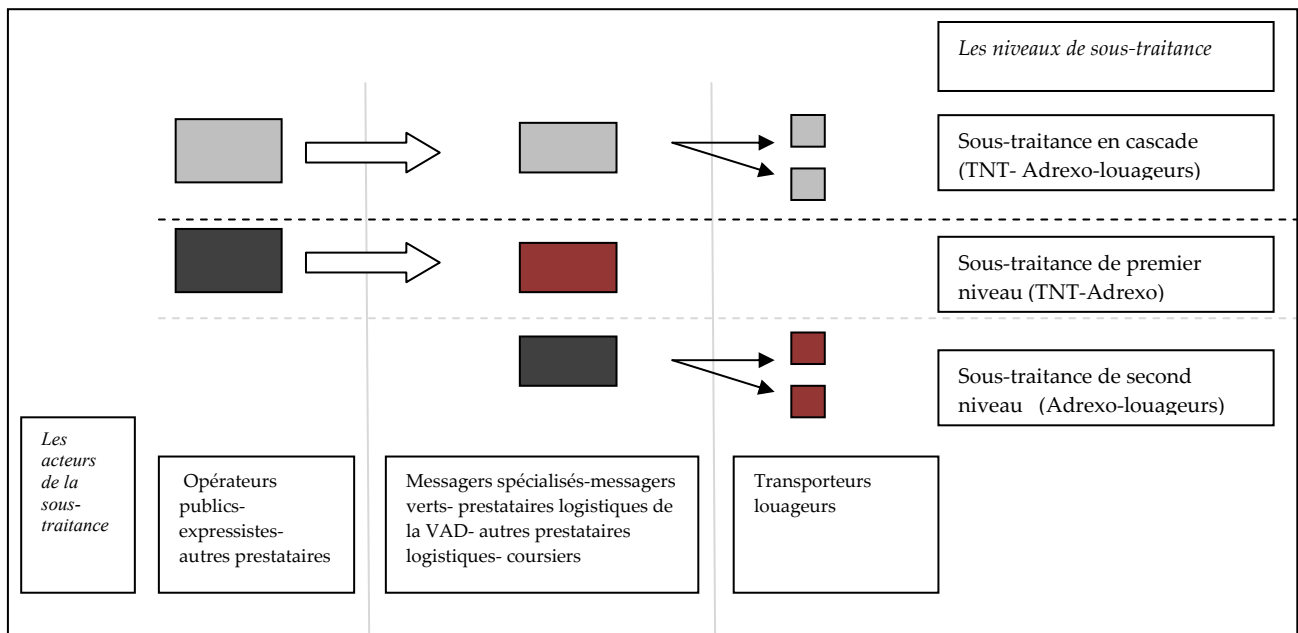 Les niveaux de sous-traitance
Sous-traitance en cascade
(TNT- Adrexo-louageurs)
Sous-traitance de premier
niveau (TNT-Adrexo)
Sous-traitance de second
niveau (Adrexo-louageurs)
Les
acteurs
de la
sous-
traitance
Opérateurs
publics-
expressistes-
autres prestataires
Messagers spécialisés-messagers
verts- prestataires logistiques de
la VAD- autres prestataires
logistiques- coursiers
Transporteurs
louageurs